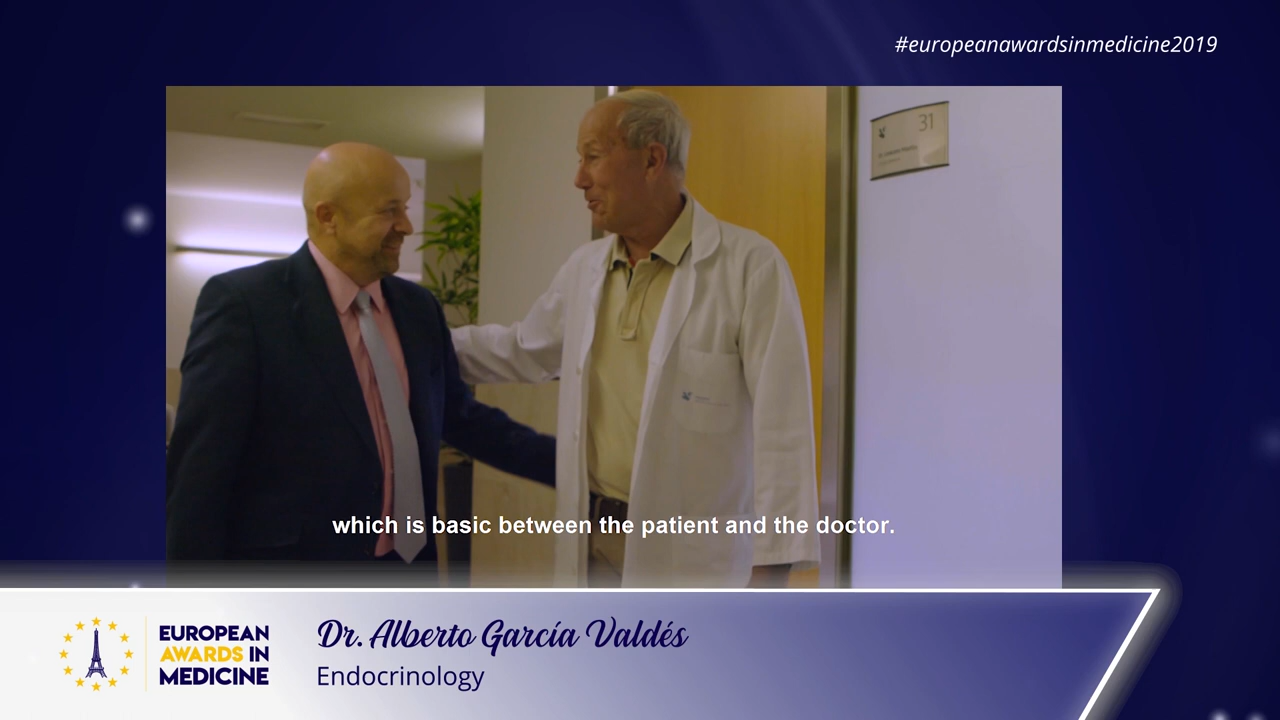 #europeanawardsinmedicine2019
31
which is basic between the patient and the doctor.
EUROPEAN
AWARDS IN
MEDICINE
Dr. Alberto García Valdés
Endocrinology